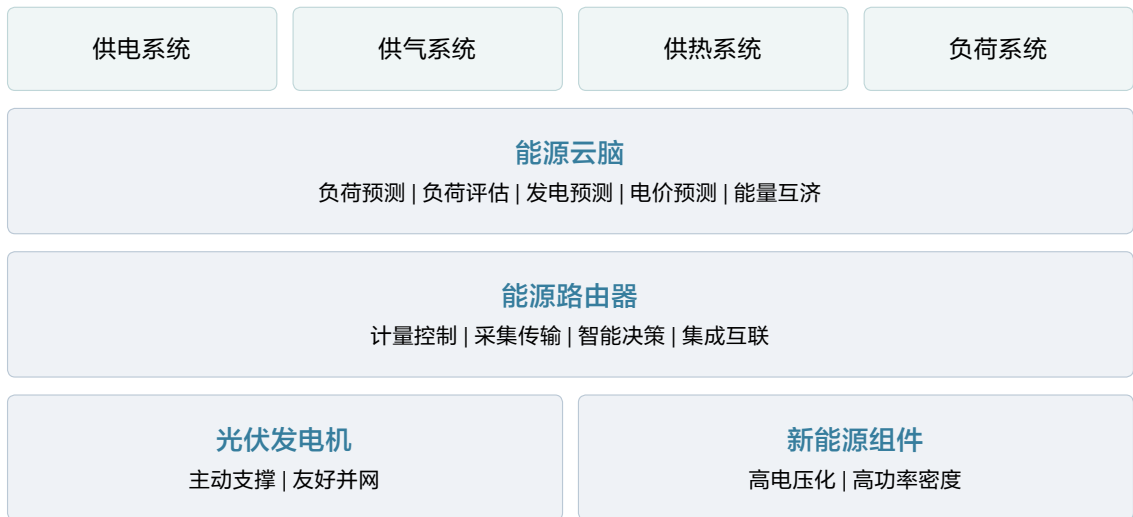 供电系统
供气系统
供热系统
负荷系统
能源云脑
负荷预测 | 负荷评估 | 发电预测 | 电价预测 | 能量互济
能源路由器
计量控制 | 采集传输 | 智能决策 | 集成互联
光伏发电机
主动支撑 | 友好并网
新能源组件
高电压化 | 高功率密度